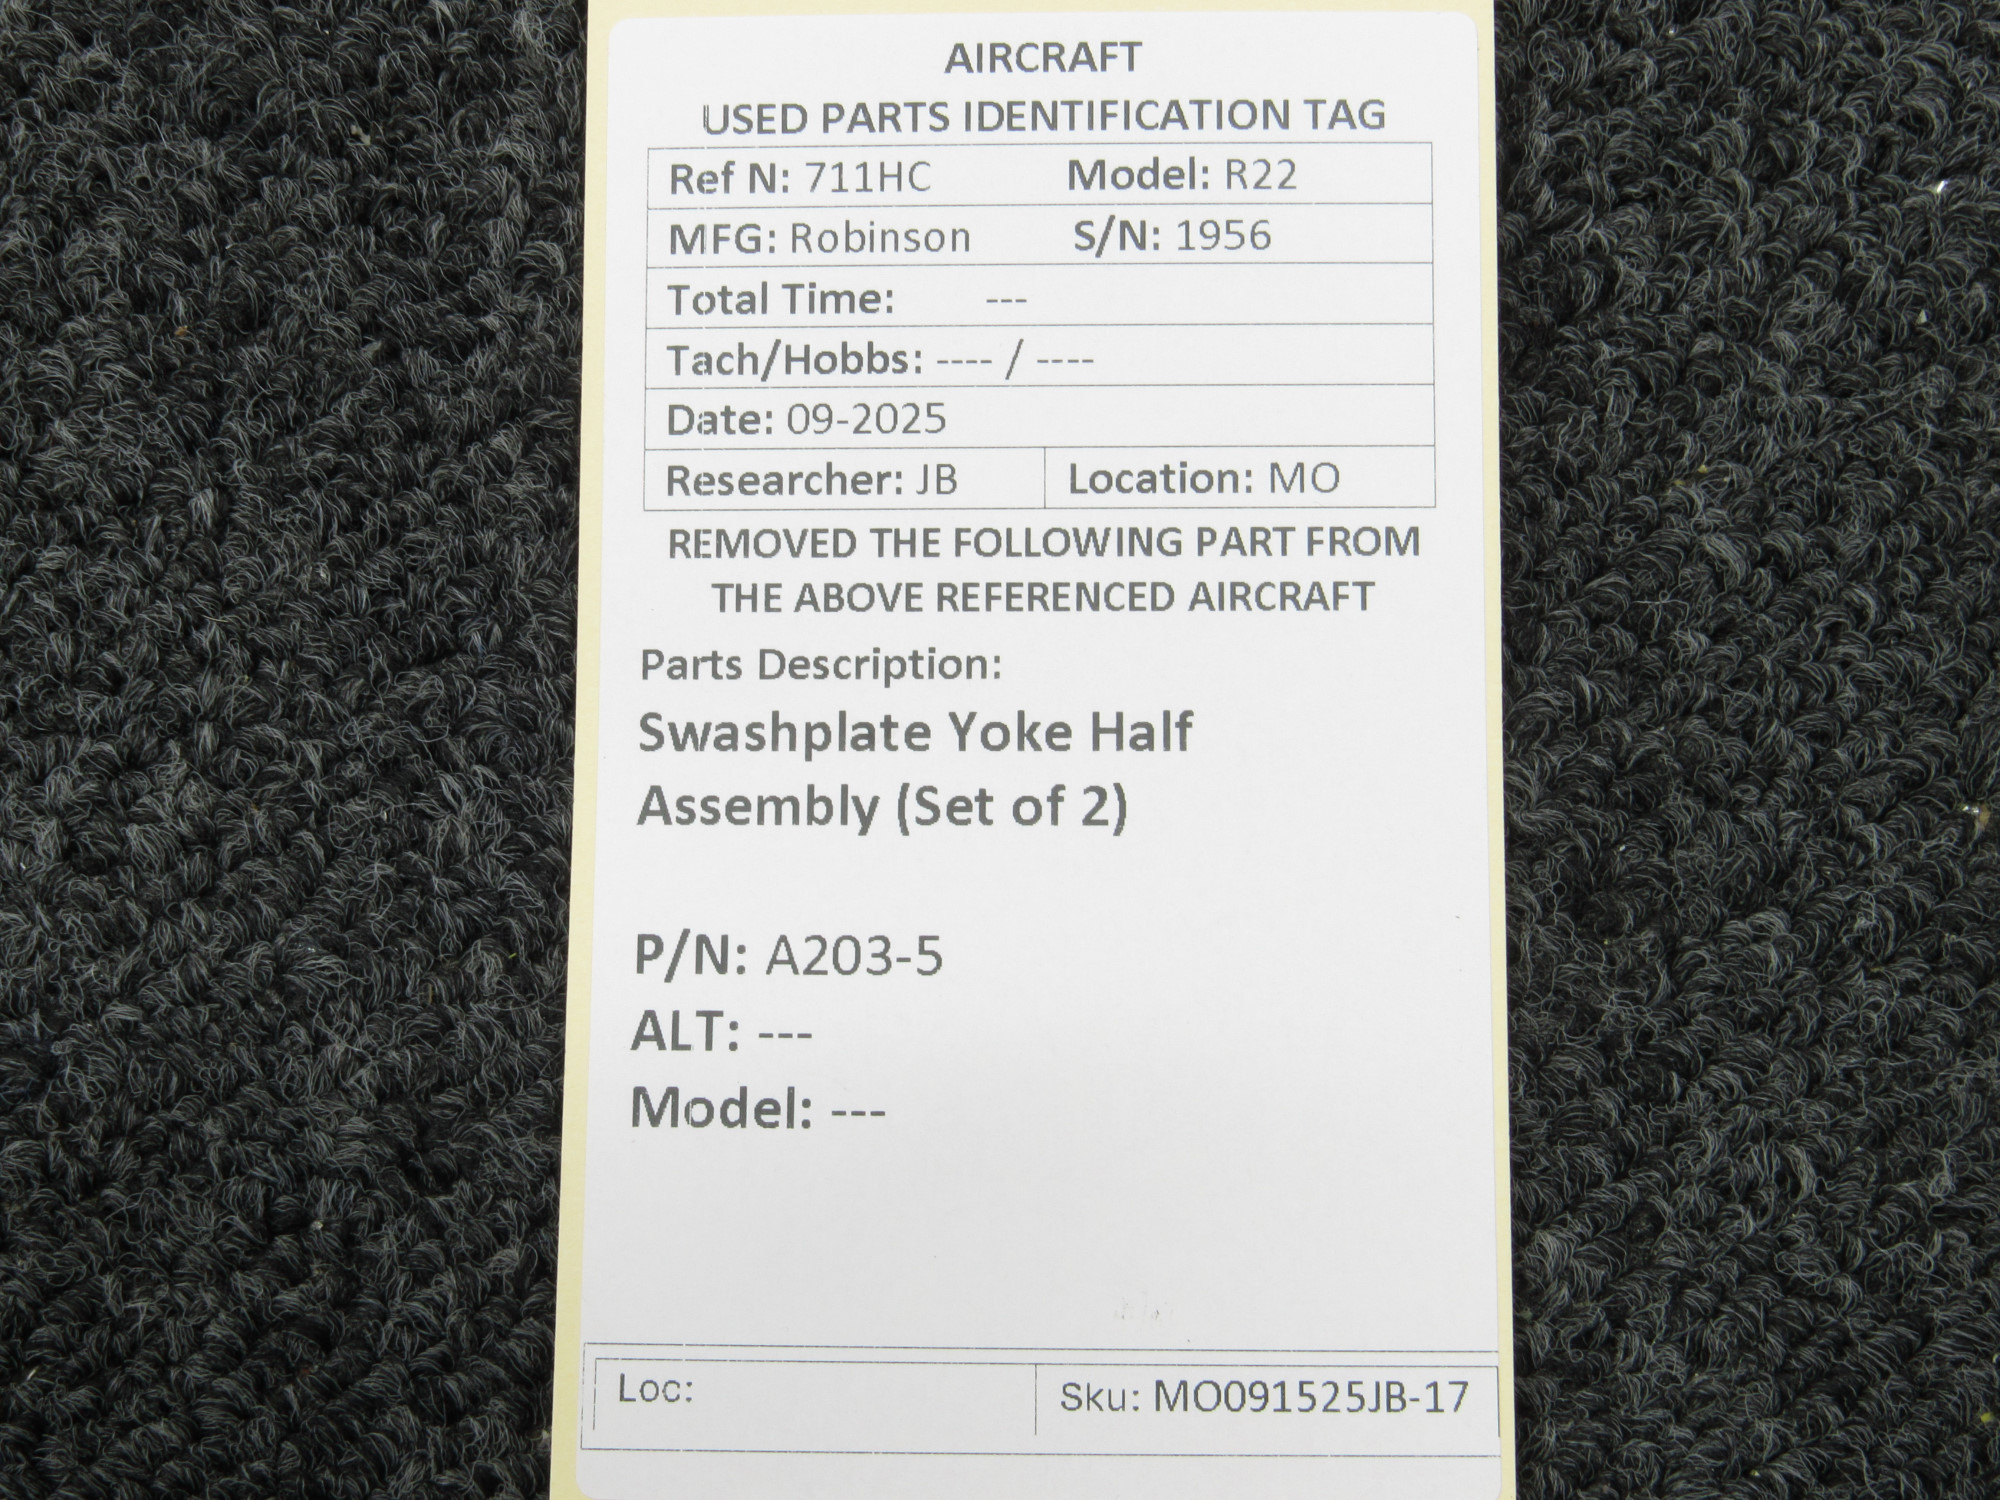 AIRCRAFT
USED PARTS IDENTIFICATION TAG
Ref N: 711HC Model: R22
MFG: Robinson S/N: 1956
Total Time: ---
Tach/Hobbs: ---- / ----
Date: 09-2025
Researcher: JB Location: MO
REMOVED THE FOLLOWING PART FROM
THE ABOVE REFERENCED AIRCRAFT
Parts Description:
Swashplate Yoke Half
Assembly (Set of 2)
P/N: A203-5
ALT: ---
Model: ---
Loc: Sku: MO091525JB-17